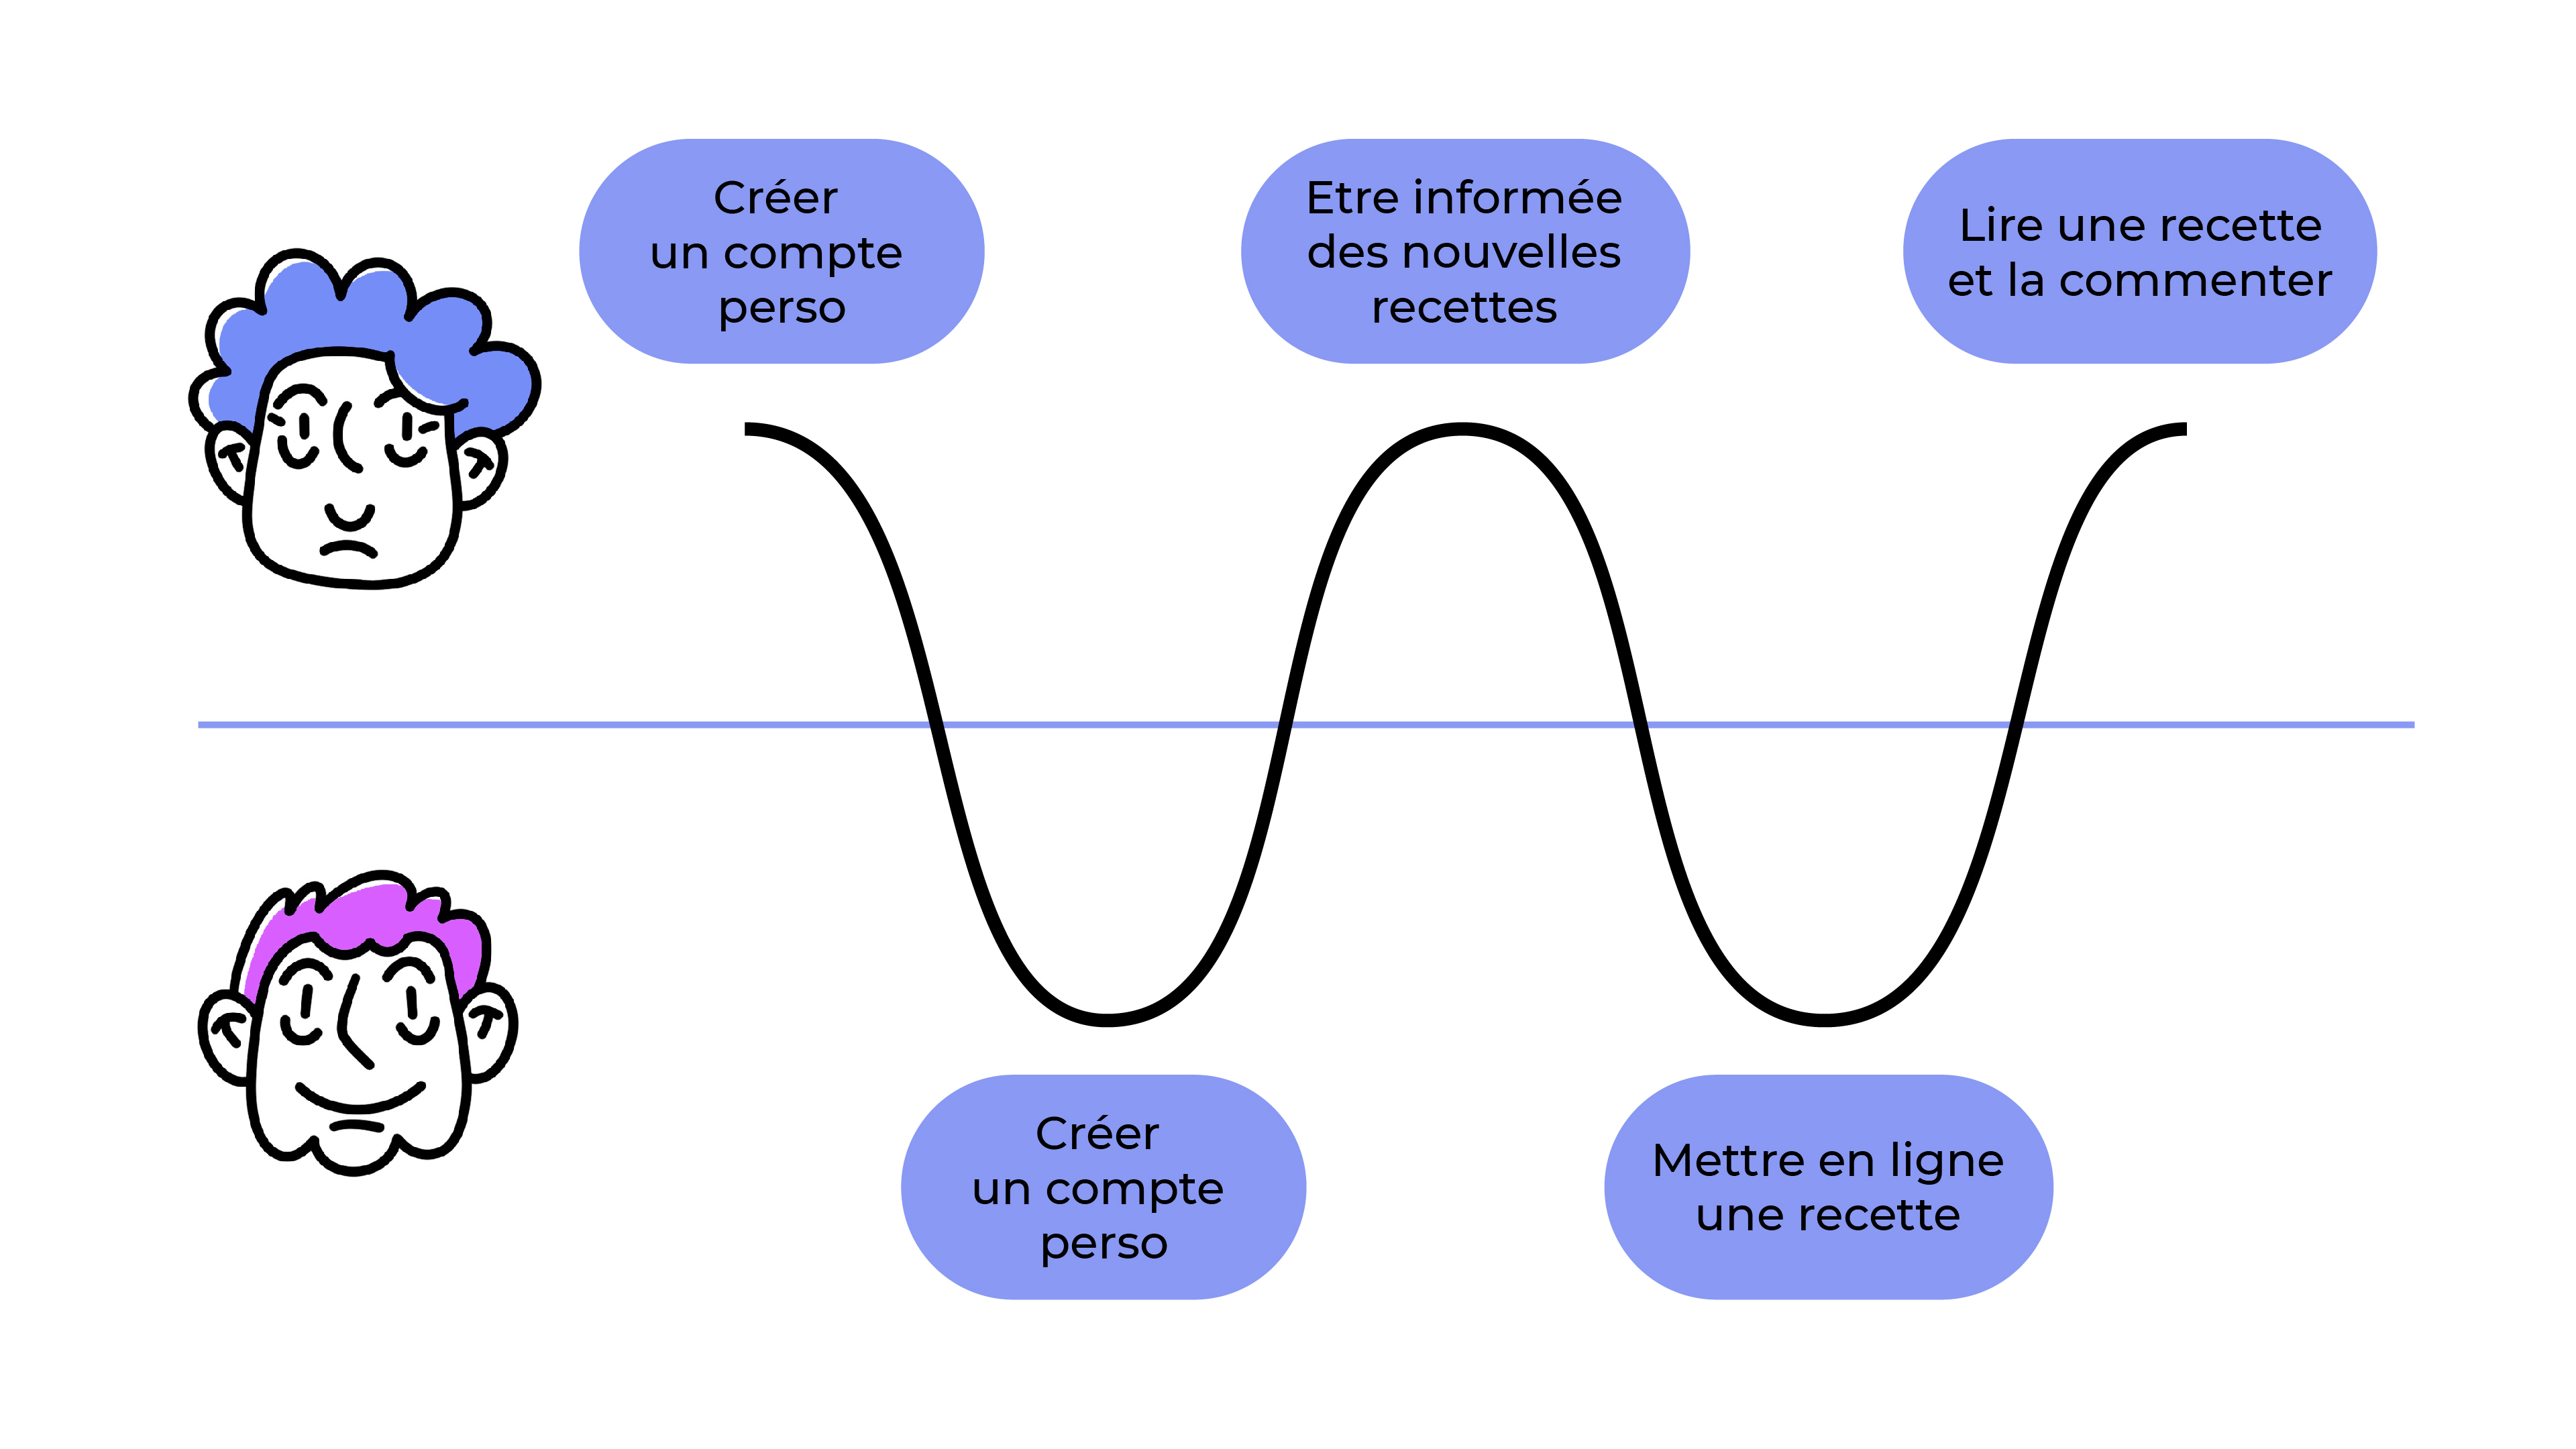 Créer
un compte
perso
Etre informée
des nouvelles
recettes
Lire une recette
et la commenter
Créer
un compte
perso
Mettre en ligne
une recette